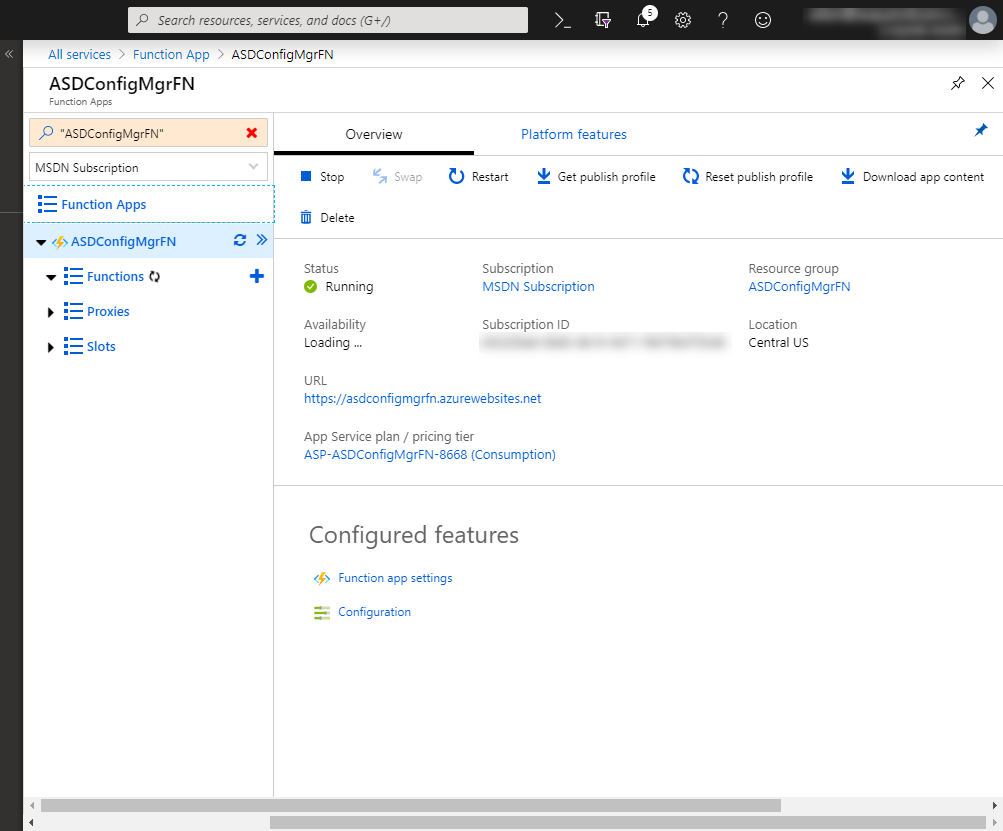 Search resources, services, and docs (G+/)
5
All services > Function App > ASDConfigMgrFN
ASDConfigMgrFN
Function Apps
"ASDConfigMgrFN"
MSDN Subscription
Function Apps
ASDConfigMgrFN
Functions
Proxies
Slots
Overview
Platform features
Stop
Swap
Restart
Get publish profile
Reset publish profile
Download app content
Delete
Status
Running
Subscription
MSDN Subscription
Resource group
ASDConfigMgrFN
Availability
Loading ...
Subscription ID
Location
Central US
URL
https://asdconfigmgrfn.azurewebsites.net
App Service plan / pricing tier
ASP-ASDConfigMgrFN-8668 (Consumption)
Configured features
Function app settings
Configuration